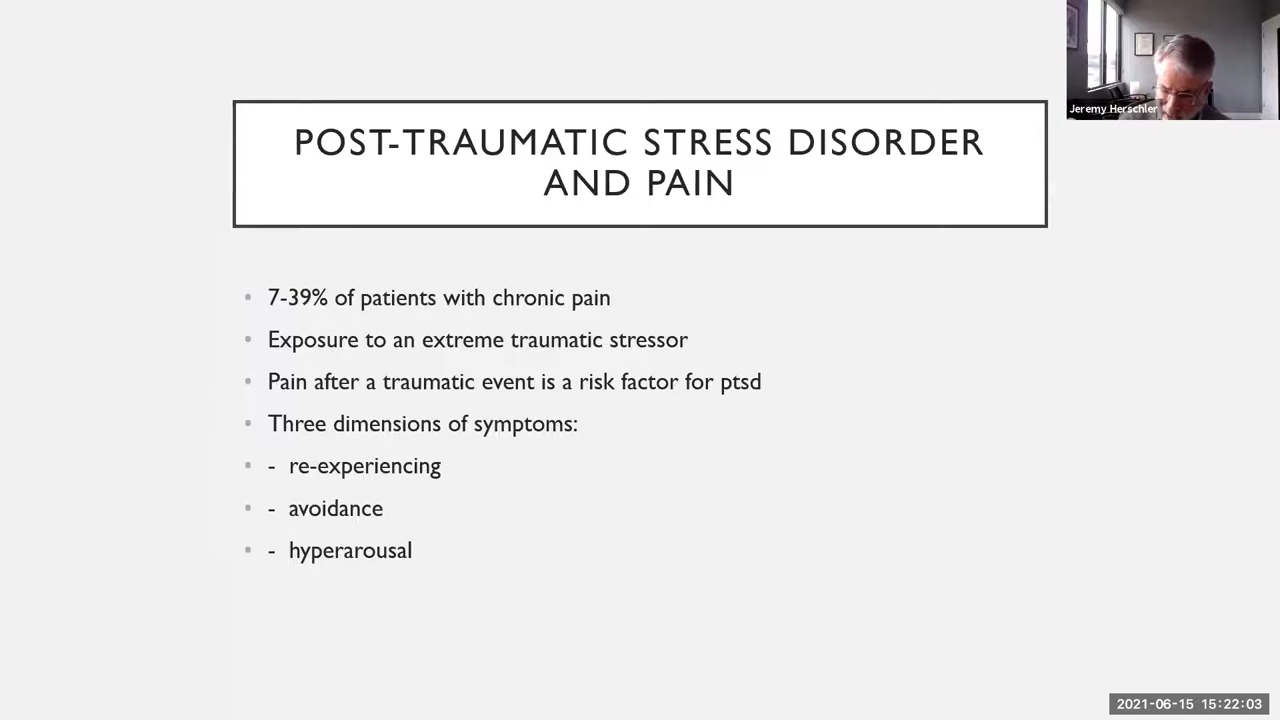 Jeremy Herschler
POST-TRAUMATIC STRESS DISORDER
AND PAIN
• 7-39% of patients with chronic pain
• Exposure to an extreme traumatic stressor
• Pain after a traumatic event is a risk factor for ptsd
• Three dimensions of symptoms:
• - re-experiencing
• - avoidance
• - hyperarousal
2021-06-15 15:22:03